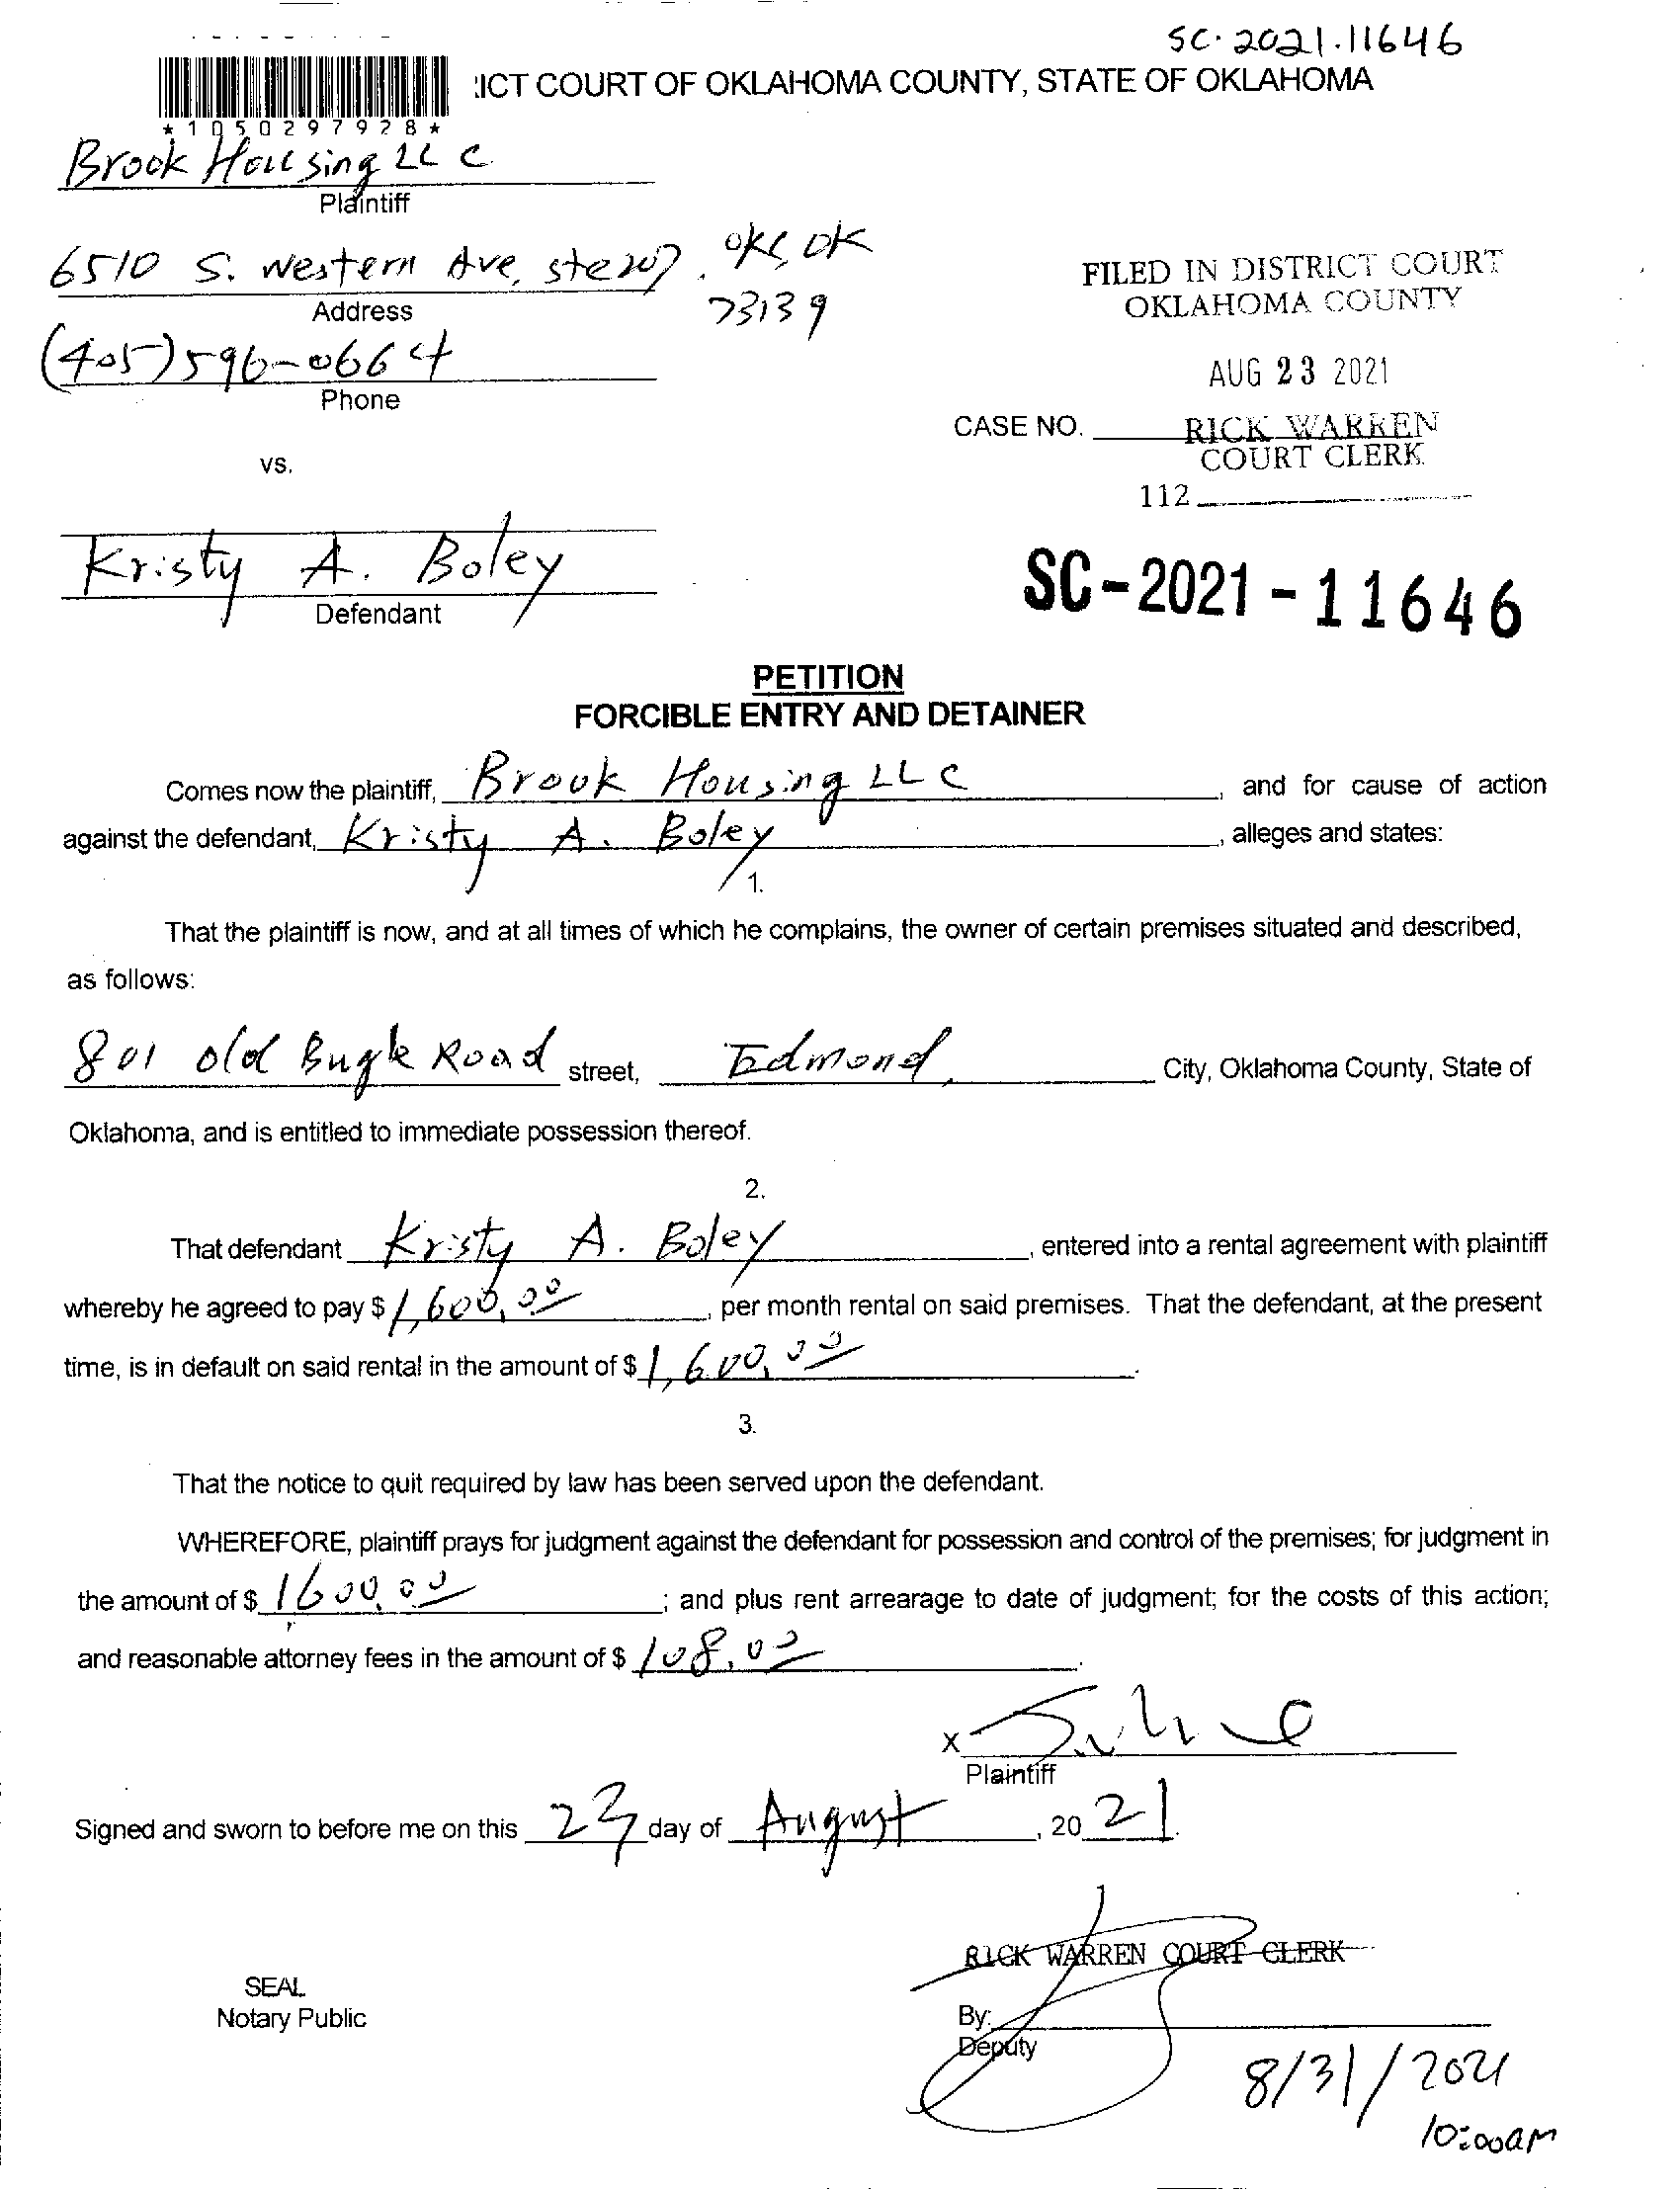 SC-2021-11646
ICT COURT OF OKLAHOMA COUNTY, STATE OF OKLAHOMA
*1050297928*
Brook Housing LLC
Plaintiff
6510 S. Western Ave, ste 207, OKC, OK
73139
Address
(405) 596-0664
Phone
FILED IN DISTRICT COURT
OKLAHOMA COUNTY
AUG 23 2021
CASE NO. RICK WARREN
COURT CLERK
112
vs.
Kristy A. Boley
Defendant
SC-2021-11646
PETITION
FORCIBLE ENTRY AND DETAINER
Comes now the plaintiff, Brook Housing LLC, and for cause of action
against the defendant, Kristy A. Boley, alleges and states:
1.
That the plaintiff is now, and at all times of which he complains, the owner of certain premises situated and described,
as follows:
801 Old Bugle Road street, Edmond, City, Oklahoma County, State of
Oklahoma, and is entitled to immediate possession thereof.
2.
That defendant Kristy A. Boley, entered into a rental agreement with plaintiff
whereby he agreed to pay $ 1,600.00, per month rental on said premises. That the defendant, at the present
time, is in default on said rental in the amount of $ 1,600.00.
3.
That the notice to quit required by law has been served upon the defendant.
WHEREFORE, plaintiff prays for judgment against the defendant for possession and control of the premises; for judgment in
the amount of $ 1,600.00; and plus rent arrearage to date of judgment; for the costs of this action;
and reasonable attorney fees in the amount of $ 108.00.
X
Plaintiff
Signed and sworn to before me on this 23 day of August, 2021.
RICK WARREN COURT CLERK
SEAL
Notary Public
By:
Deputy
8/31/2021
10:00AM